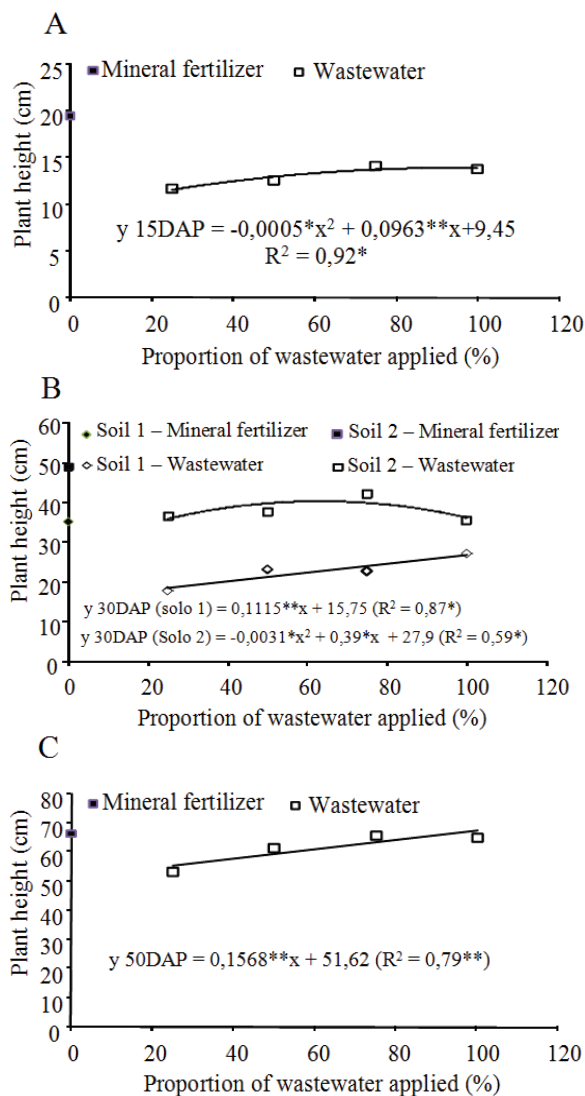 A
Mineral fertilizer Wastewater
25
20
15
10
5
0
Plant height (cm)
y 15DAP = -0,0005*x² + 0,0963**x+9,45
R² = 0,92*
0 20 40 60 80 100 120
Proportion of wastewater applied (%)
B
Soil 1 – Mineral fertilizer Soil 2 – Mineral fertilizer
Soil 1 – Wastewater Soil 2 – Wastewater
60
50
40
30
20
10
0
Plant height (cm)
y 30DAP (solo 1) = 0,1115**x + 15,75 (R² = 0,87*)
y 30DAP (Solo 2) = -0,0031*x² + 0,39*x + 27,9 (R² = 0,59*)
0 20 40 60 80 100 120
Proportion of wastewater applied (%)
C
Mineral fertilizer Wastewater
80
70
60
50
40
30
20
10
0
Plant height (cm)
y 50DAP = 0,1568**x + 51,62 (R² = 0,79**)
0 20 40 60 80 100 120
Proportion of wastewater applied (%)